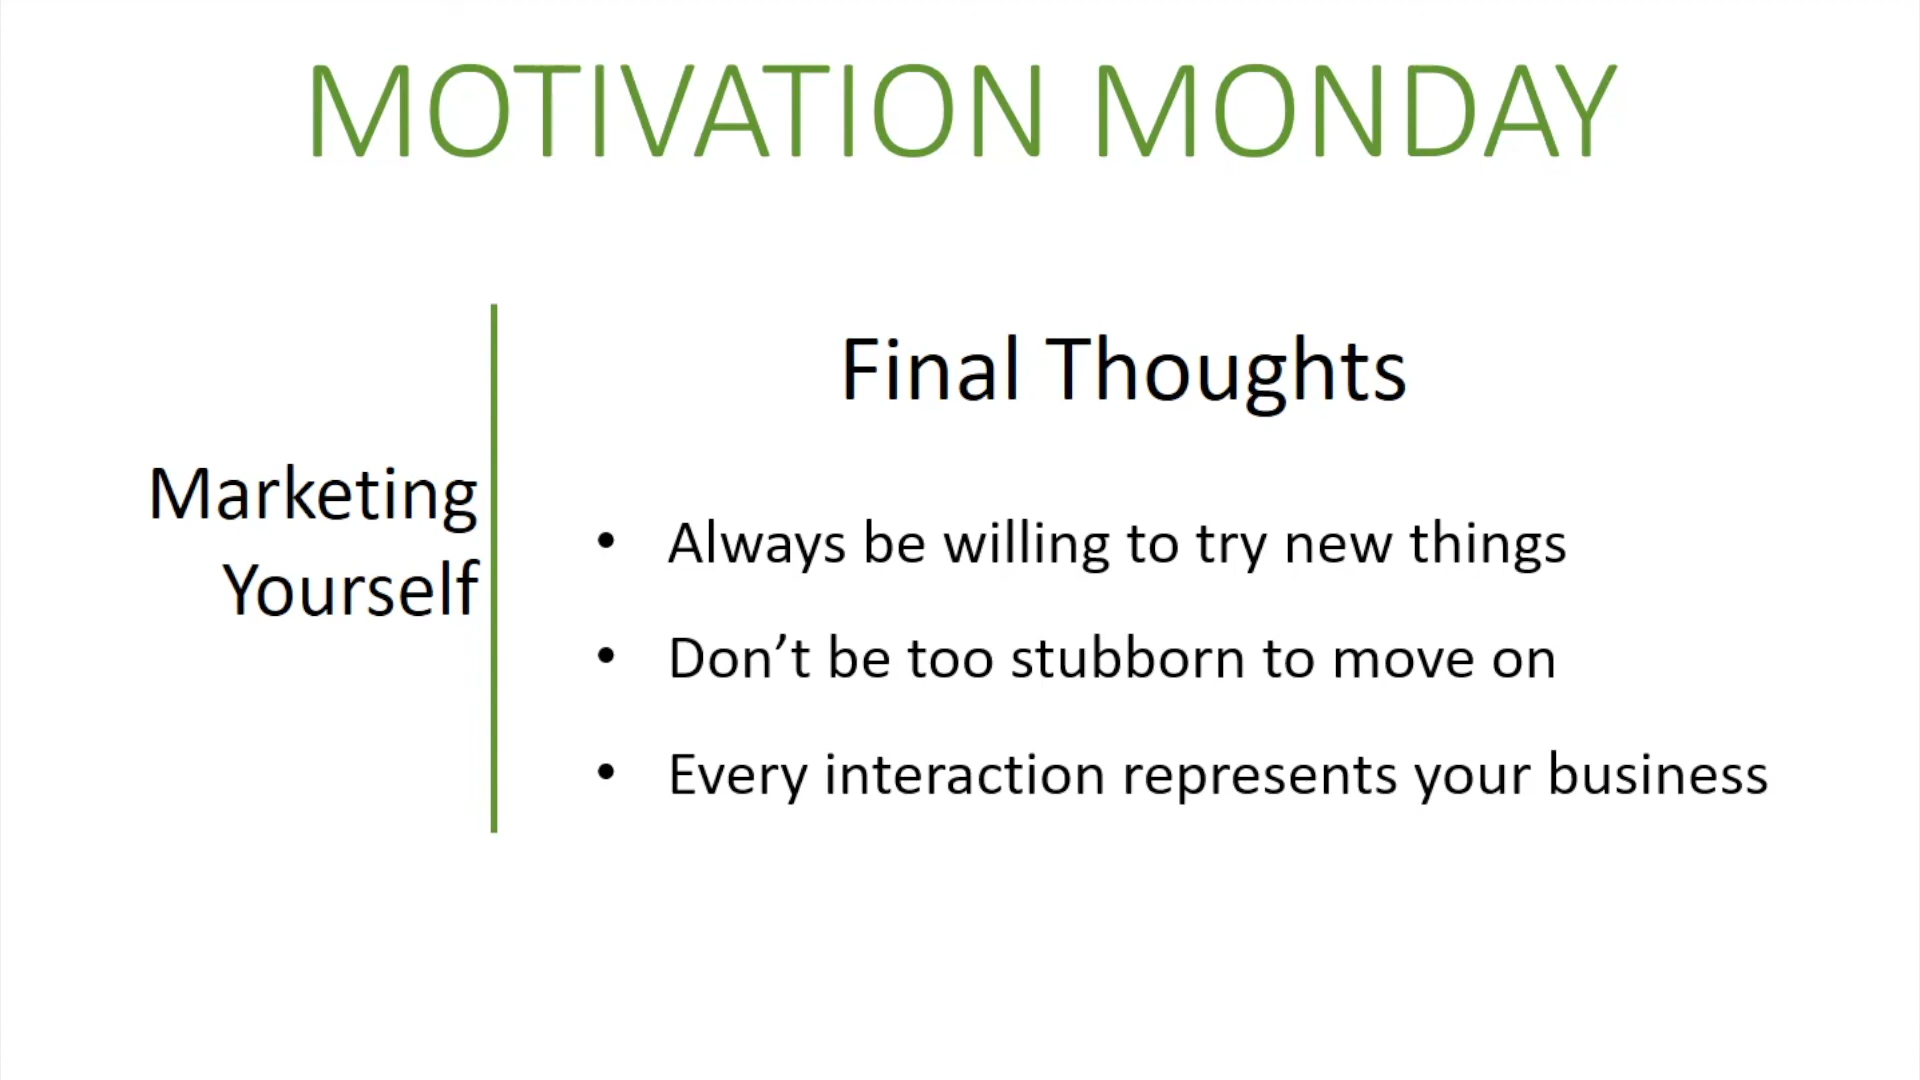 MOTIVATION MONDAY
Marketing
Yourself
Final Thoughts
• Always be willing to try new things
• Don’t be too stubborn to move on
• Every interaction represents your business